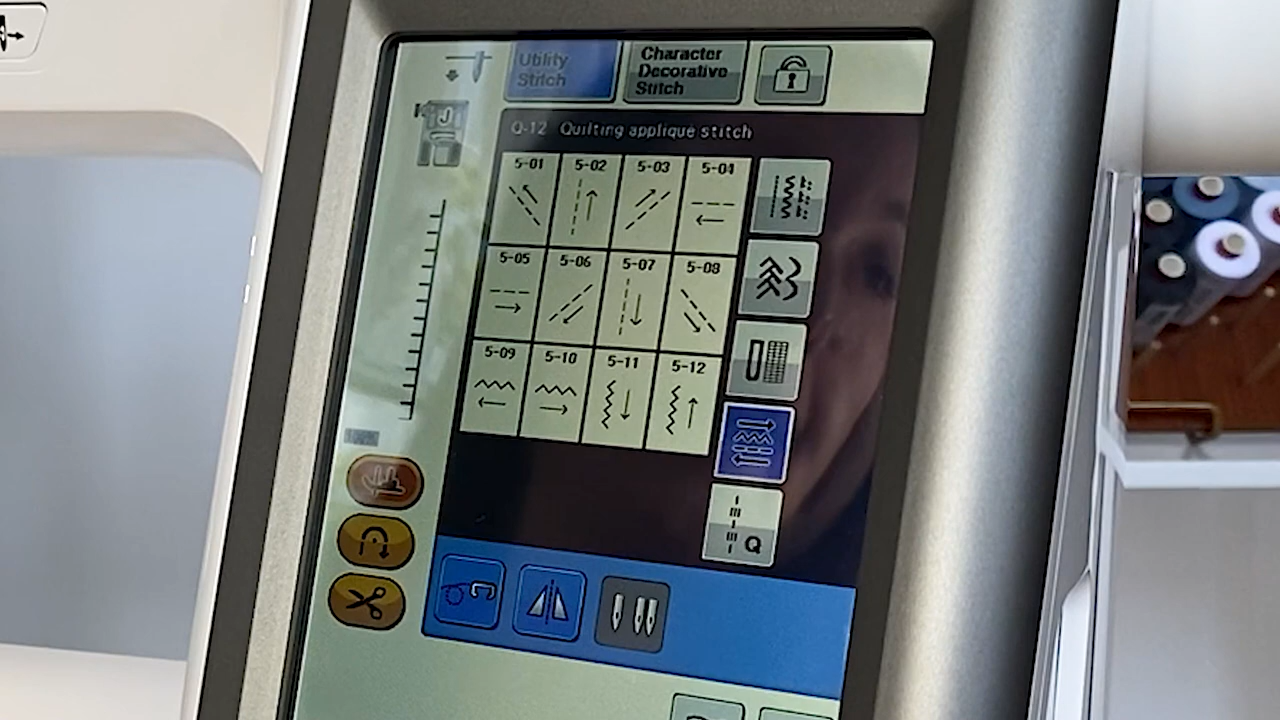 Utility
Stitch
Character
Decorative
Stitch
J
Q-12 Quilting appliqué stitch
5-01 5-02 5-03 5-04
5-05 5-06 5-07 5-08
5-09 5-10 5-11 5-12
Q